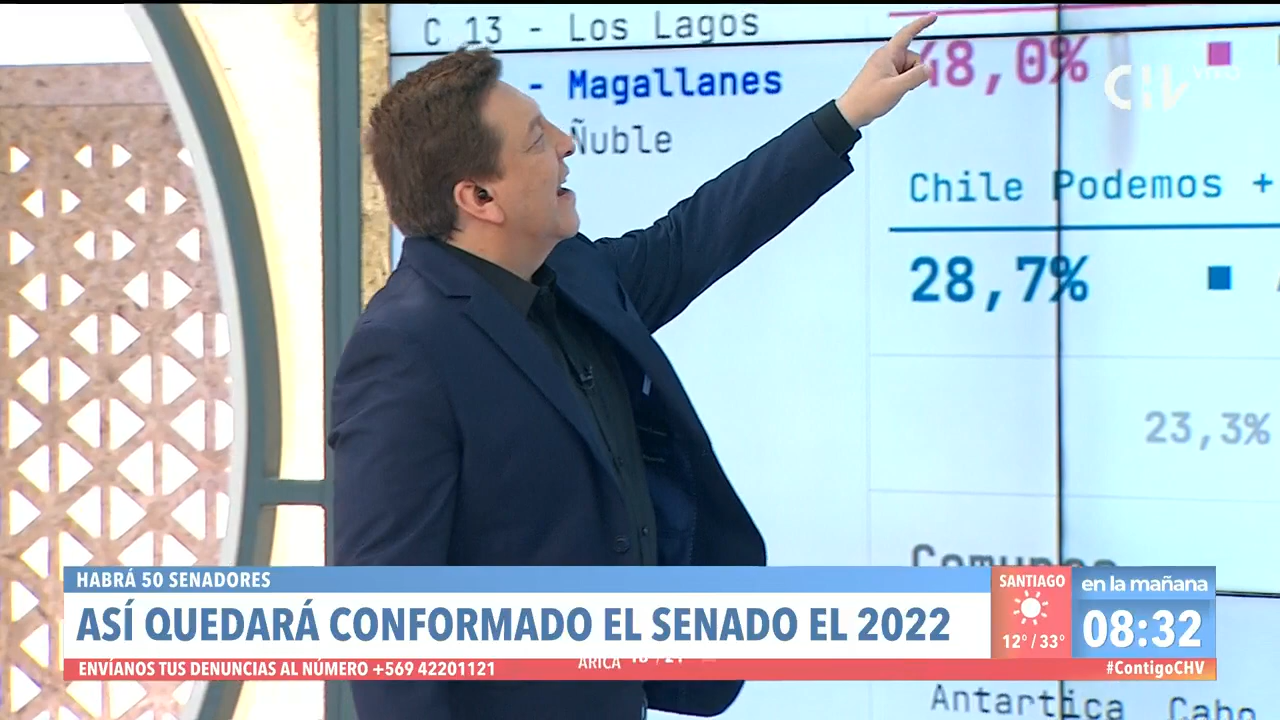 C 13 - Los Lagos
- Magallanes
Ñuble
48,0%
CHV VIVO
Chile Podemos +
28,7%
23,3%
Comunas
HABRÁ 50 SENADORES
ASÍ QUEDARÁ CONFORMADO EL SENADO EL 2022
SANTIAGO
12°/33°
en la mañana
08:32
ENVÍANOS TUS DENUNCIAS AL NÚMERO +569 42201121
ARICA
#ContigoCHV
Antartica Cabo